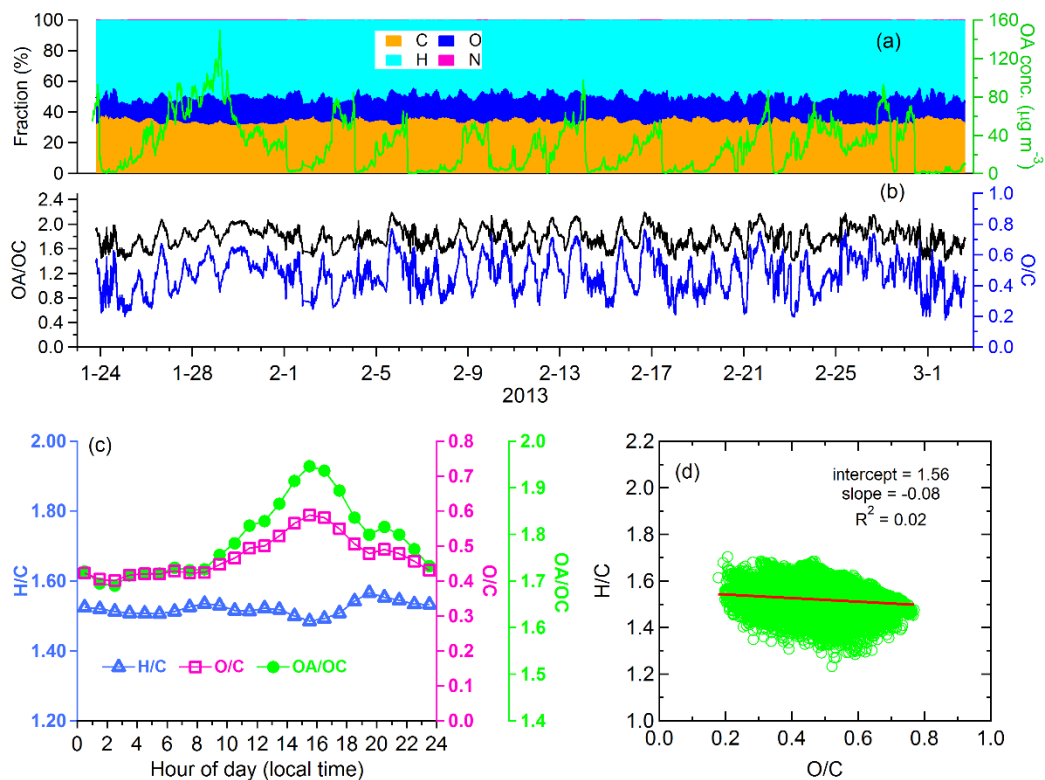 (a)
C O
H N
Fraction (%)
100
80
60
40
20
0
OA conc. (µg m⁻³)
160
120
80
40
0
(b)
OA/OC
2.4
2.0
1.6
1.2
0.8
0.4
0.0
O/C
1.0
0.8
0.6
0.4
0.2
0.0
1-24 1-28 2-1 2-5 2-9 2-13 2-17 2-21 2-25 3-1
2013
(c)
H/C
2.00
1.80
1.60
1.40
1.20
O/C
0.8
0.7
0.6
0.5
0.4
0.3
0.2
0.1
0.0
OA/OC
2.0
1.9
1.8
1.7
1.6
1.5
1.4
H/C O/C OA/OC
0 2 4 6 8 10 12 14 16 18 20 22 24
Hour of day (local time)
(d)
intercept = 1.56
slope = -0.08
R² = 0.02
H/C
2.2
2.0
1.8
1.6
1.4
1.2
1.0
0.0 0.2 0.4 0.6 0.8 1.0
O/C